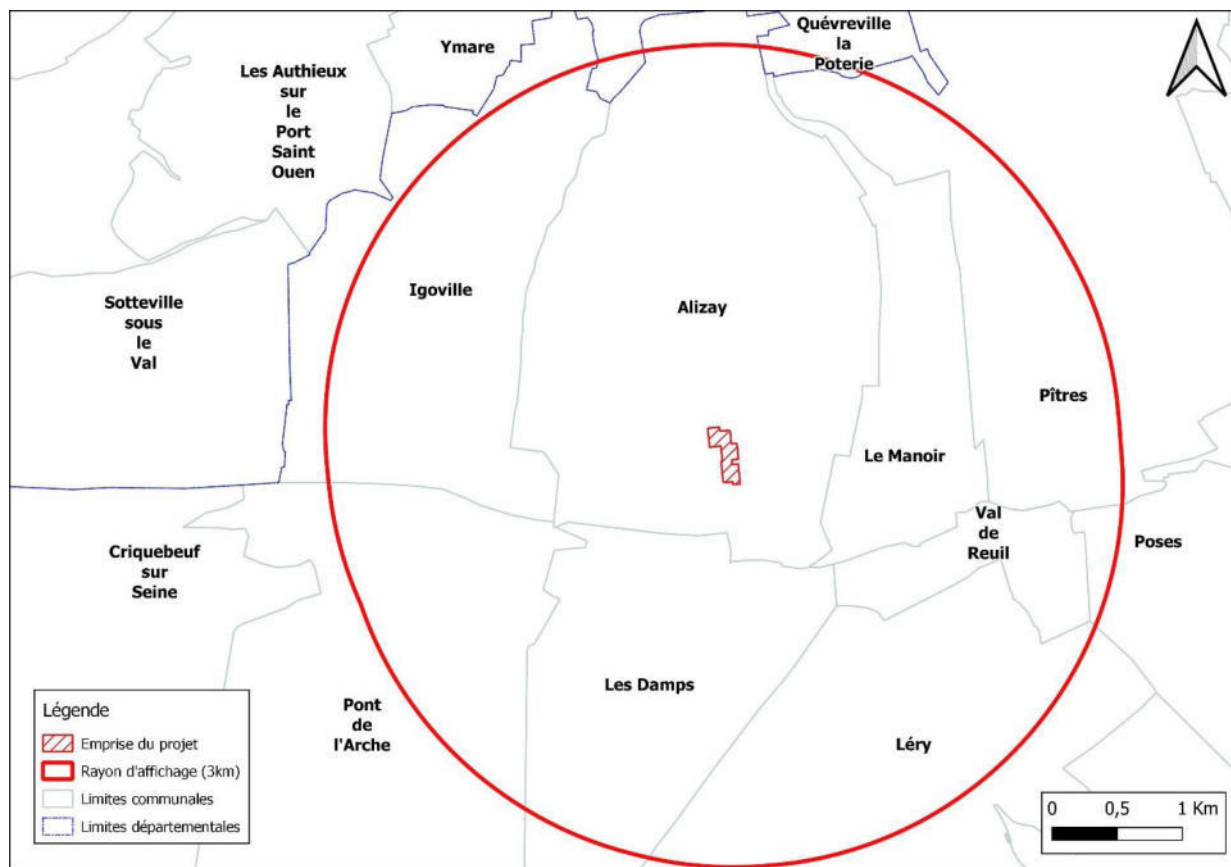 Ymare
Quévreville
la
Poterie
Les Authieux
sur
le
Port
Saint
Ouen
Igoville
Alizay
Sotteville
sous
le
Val
Pîtres
Le Manoir
Val
de
Reuil
Poses
Criquebeuf
sur
Seine
Les Damps
Pont
de
l'Arche
Léry
Légende
Emprise du projet
Rayon d'affichage (3km)
Limites communales
Limites départementales
0 0,5 1 Km